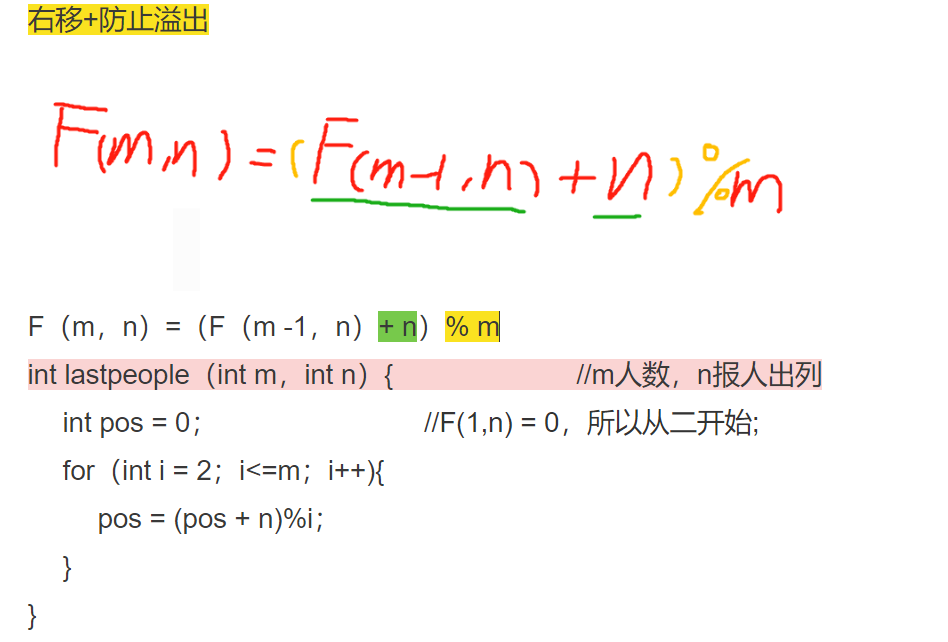 右移+防止溢出
F(m,n)=(F(m-1,n)+n)%m
F（m，n）=（F（m -1，n）+ n）% m
int lastpeople（int m，int n）{ //m人数，n报人出列
int pos = 0； //F(1,n) = 0，所以从二开始;
for（int i = 2；i<=m；i++){
pos = (pos + n)%i；
}
}